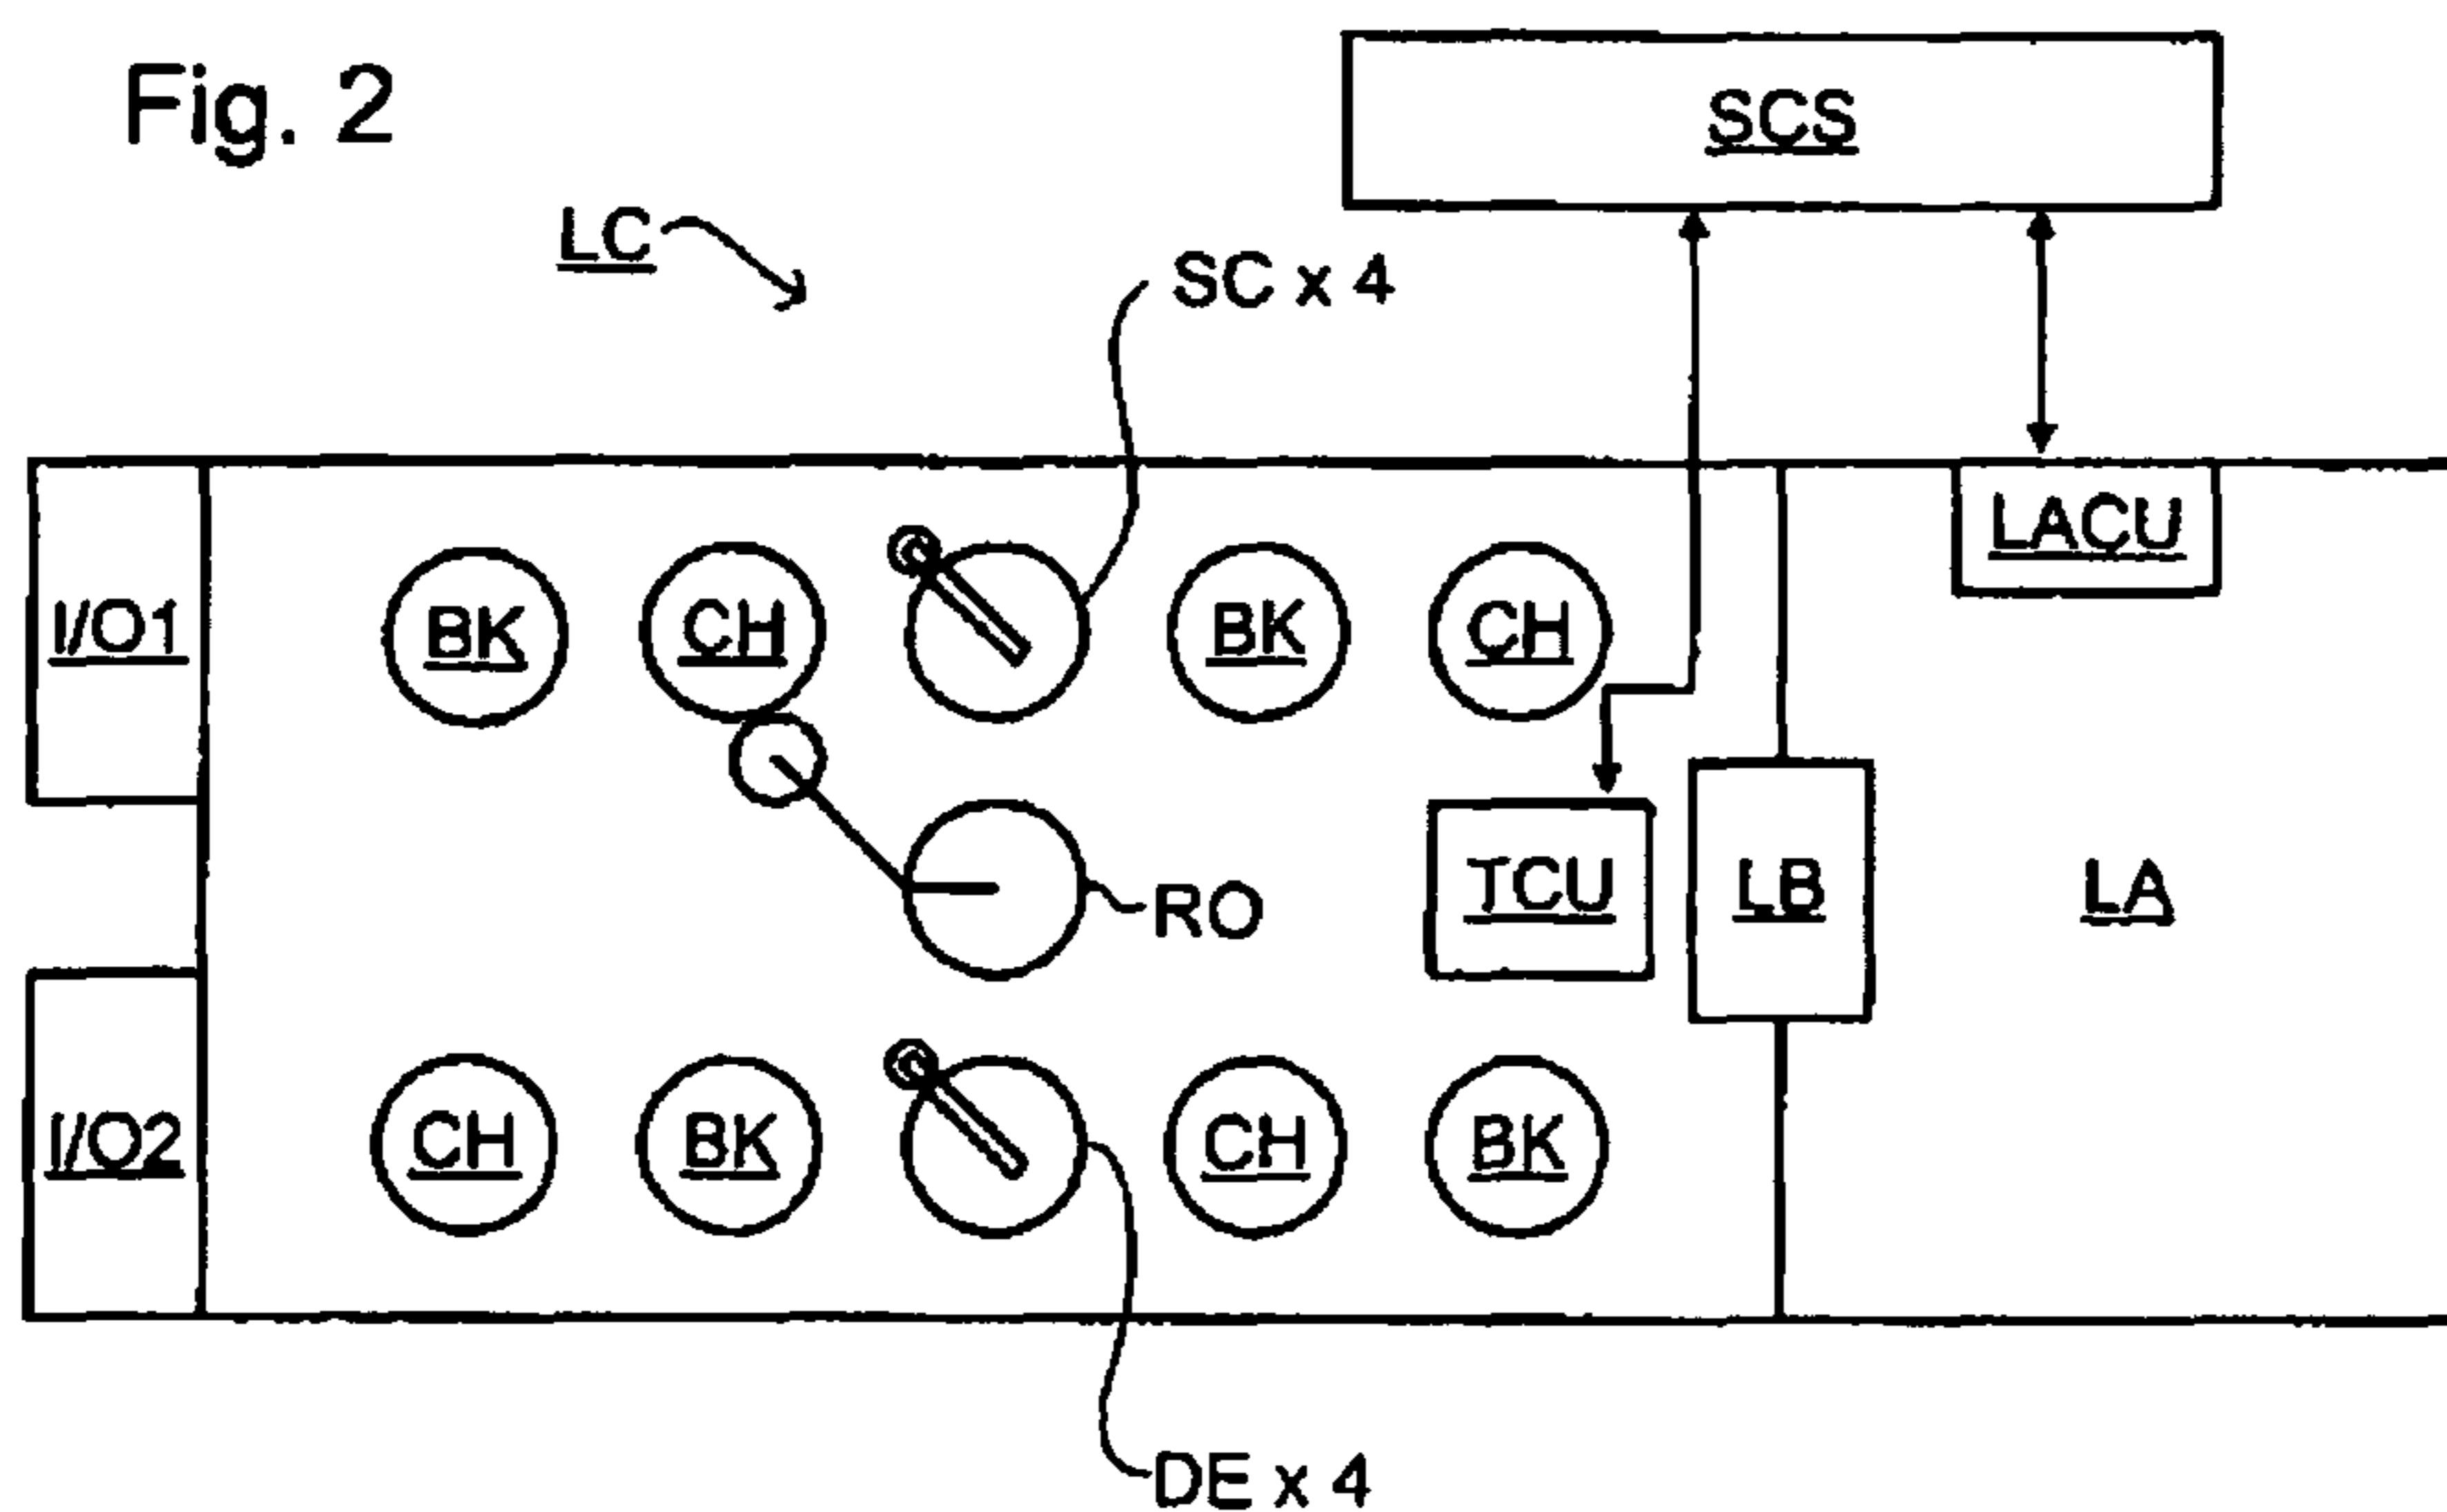 Fig. 2
SCS
LC
SC x 4
LACU
I/O1
BK
CH
BK
CH
TCU
LB
LA
RO
I/O2
CH
BK
CH
BK
DE x 4